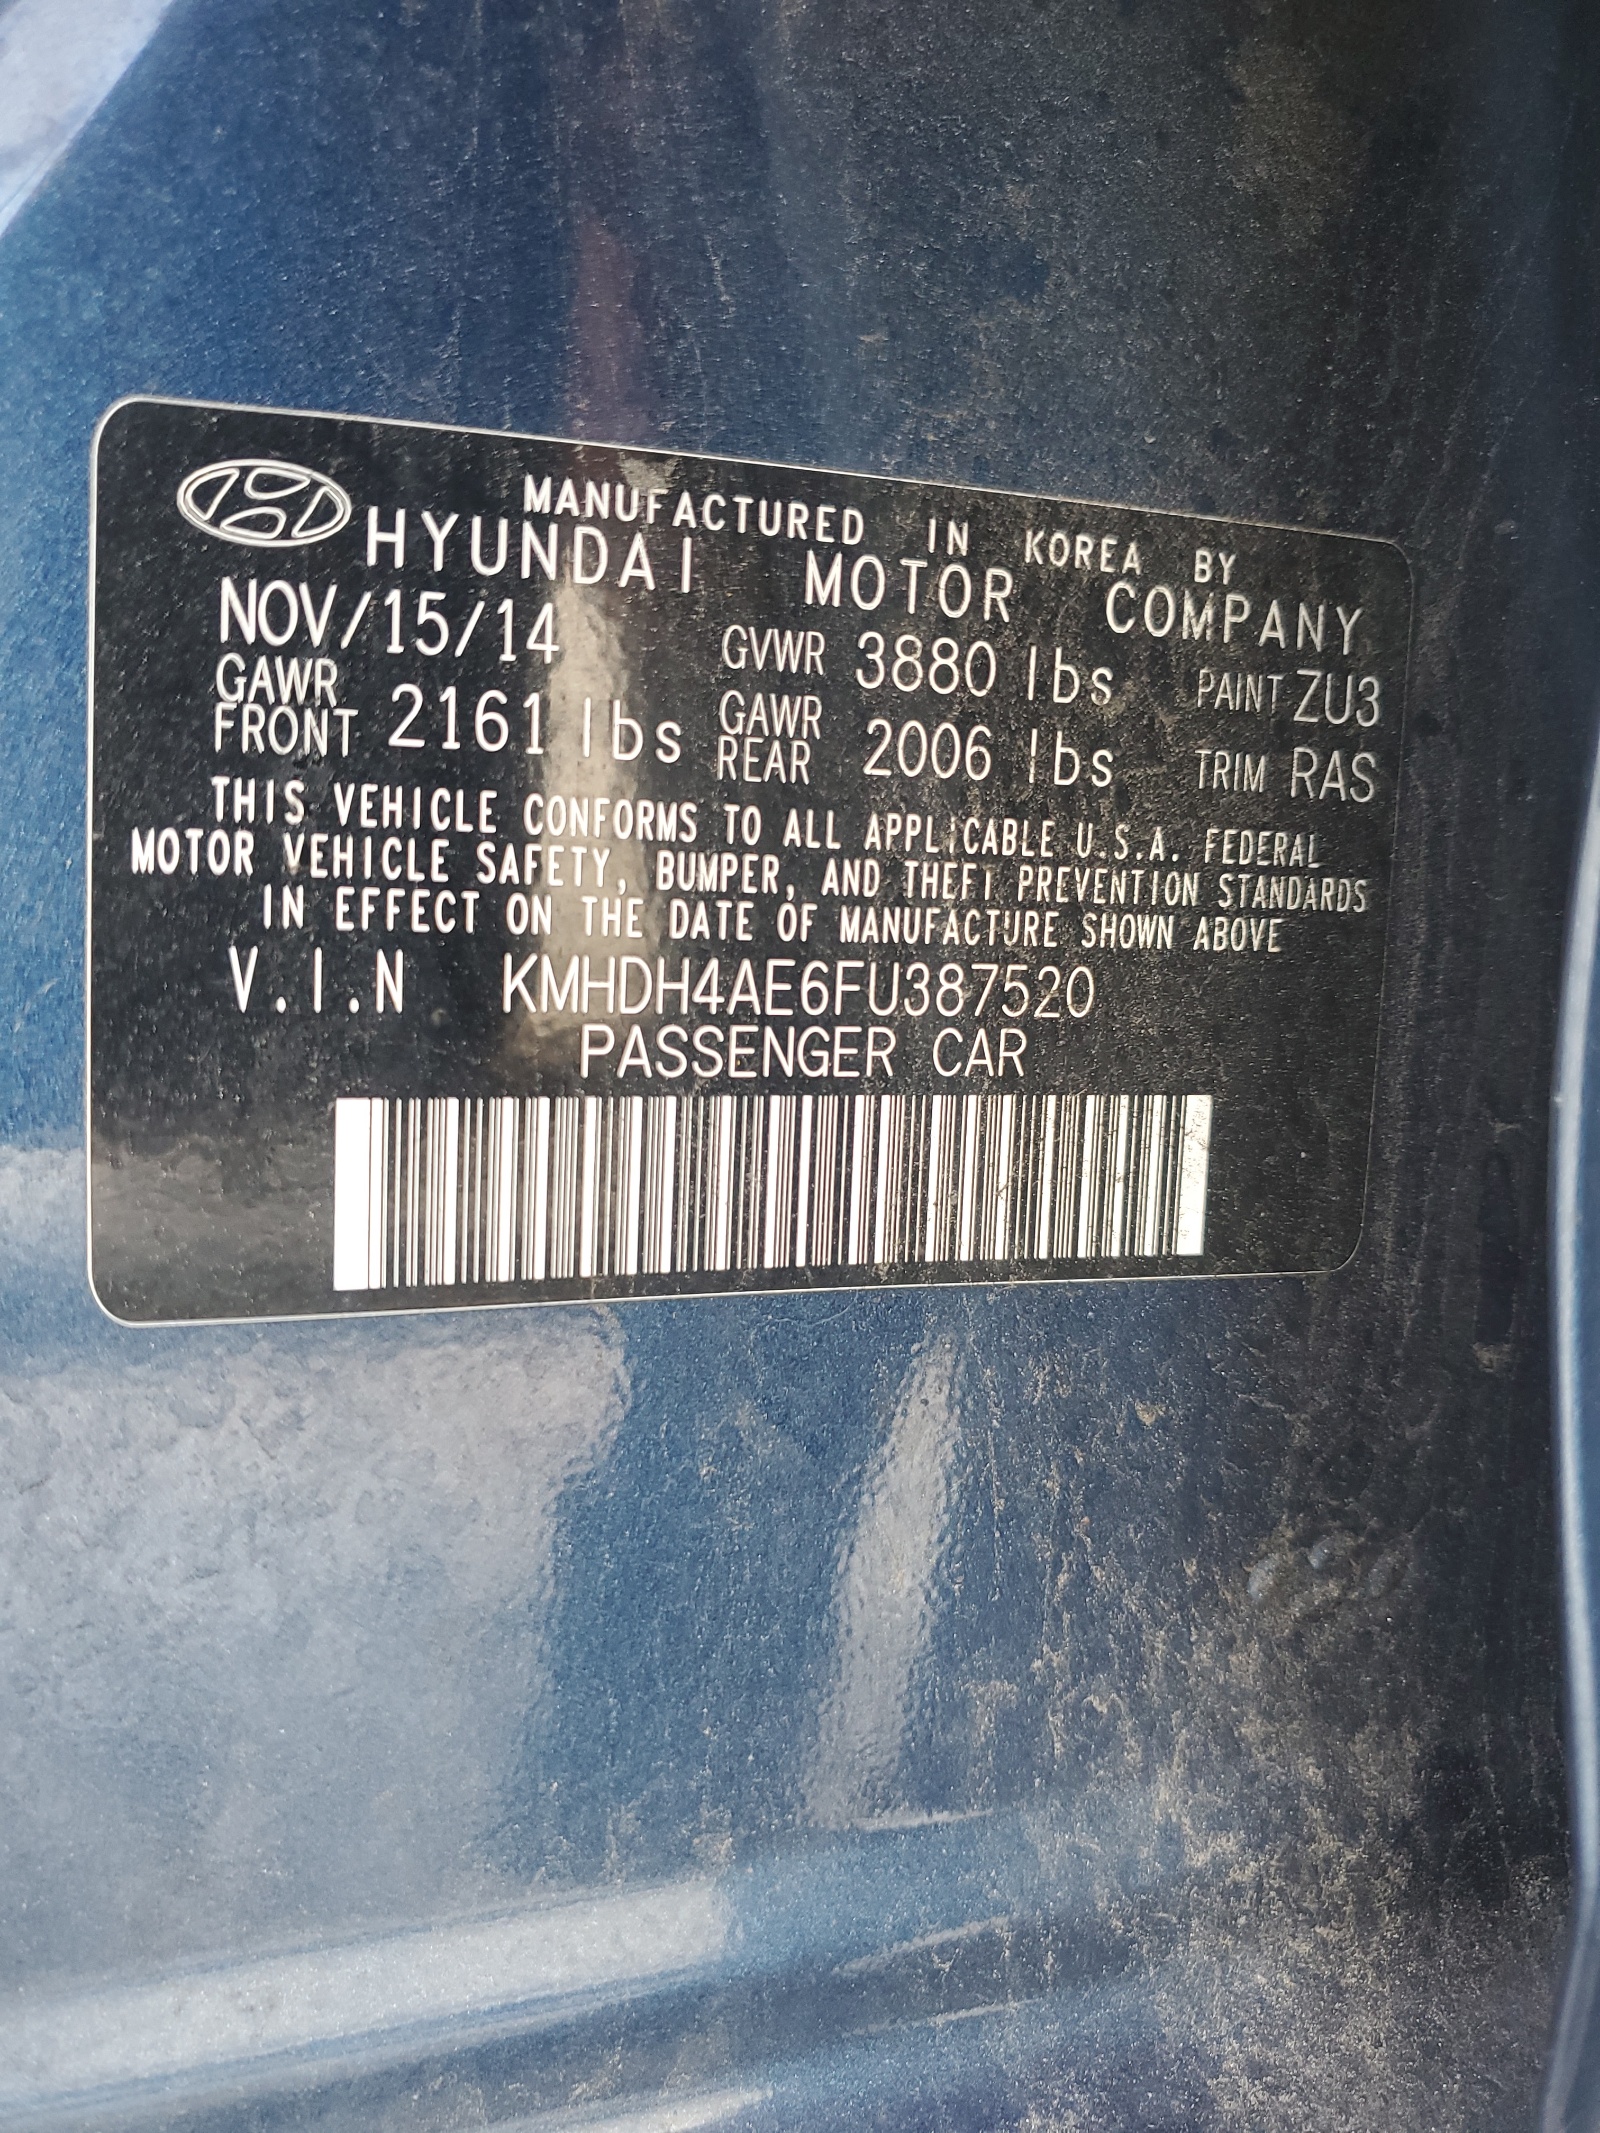 MANUFACTURED IN KOREA BY
HYUNDAI MOTOR COMPANY
NOV/15/14 GVWR 3880 lbs PAINT ZU3
GAWR FRONT 2161 lbs GAWR REAR 2006 lbs TRIM RAS
THIS VEHICLE CONFORMS TO ALL APPLICABLE U.S.A. FEDERAL
MOTOR VEHICLE SAFETY, BUMPER, AND THEFT PREVENTION STANDARDS
IN EFFECT ON THE DATE OF MANUFACTURE SHOWN ABOVE
V.I.N KMHDH4AE6FU387520
PASSENGER CAR